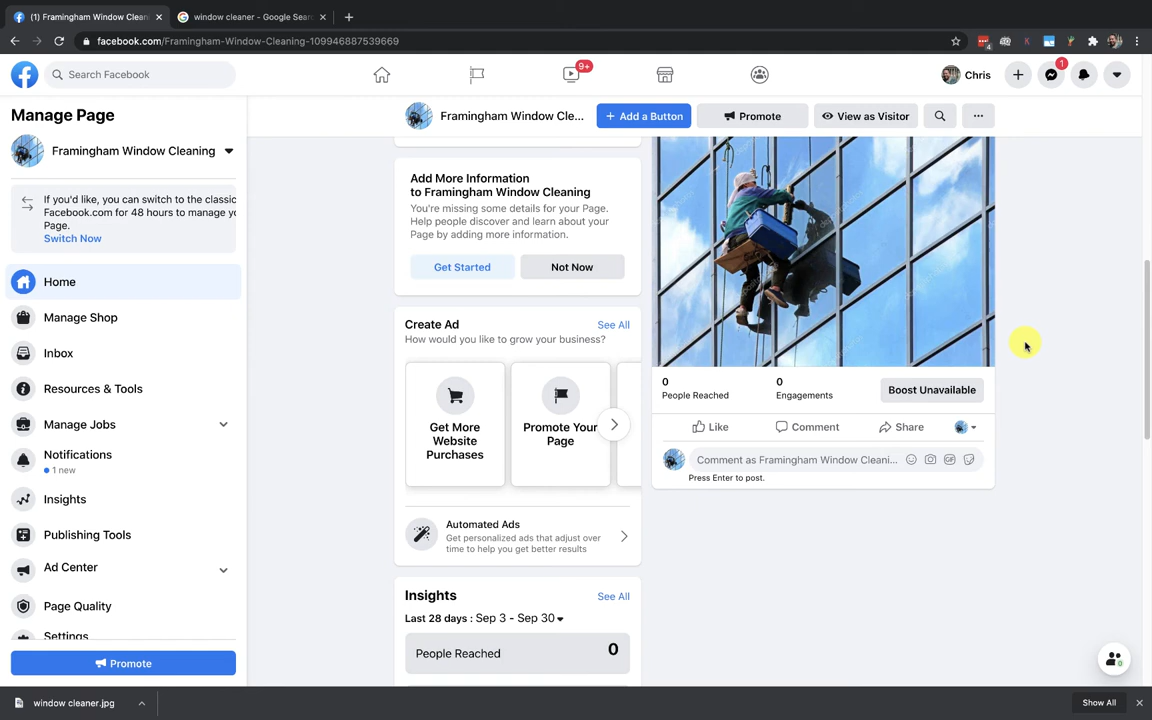 (1) Framingham Window Clean
window cleaner - Google Sear
facebook.com/Framingham-Window-Cleaning-109946887539669
4
Search Facebook
9+
Chris
1
Manage Page
Framingham Window Cle...
+ Add a Button
Promote
View as Visitor
Framingham Window Cleaning
If you'd like, you can switch to the classic
Facebook.com for 48 hours to manage yo
Page.
Switch Now
Home
Manage Shop
Inbox
Resources & Tools
Manage Jobs
Notifications
1 new
Insights
Publishing Tools
Ad Center
Page Quality
Settings
Promote
Add More Information
to Framingham Window Cleaning
You're missing some details for your Page.
Help people discover and learn about your
Page by adding more information.
Get Started
Not Now
Create Ad
See All
How would you like to grow your business?
Get More
Website
Purchases
Promote Your
Page
Automated Ads
Get personalized ads that adjust over
time to help you get better results
Insights
See All
Last 28 days : Sep 3 - Sep 30
People Reached
0
0
People Reached
0
Engagements
Boost Unavailable
Like
Comment
Share
Comment as Framingham Window Cleani...
GIF
Press Enter to post.
window cleaner.jpg
Show All